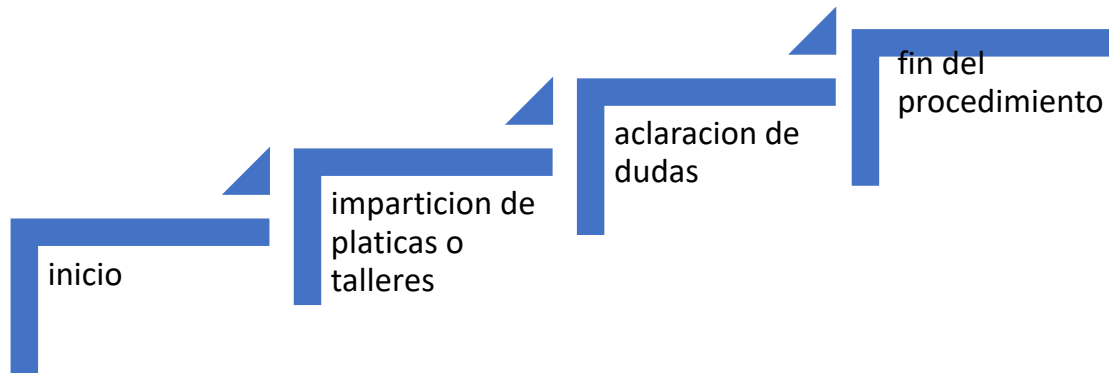 inicio
imparticion de
platicas o
talleres
aclaracion de
dudas
fin del
procedimiento